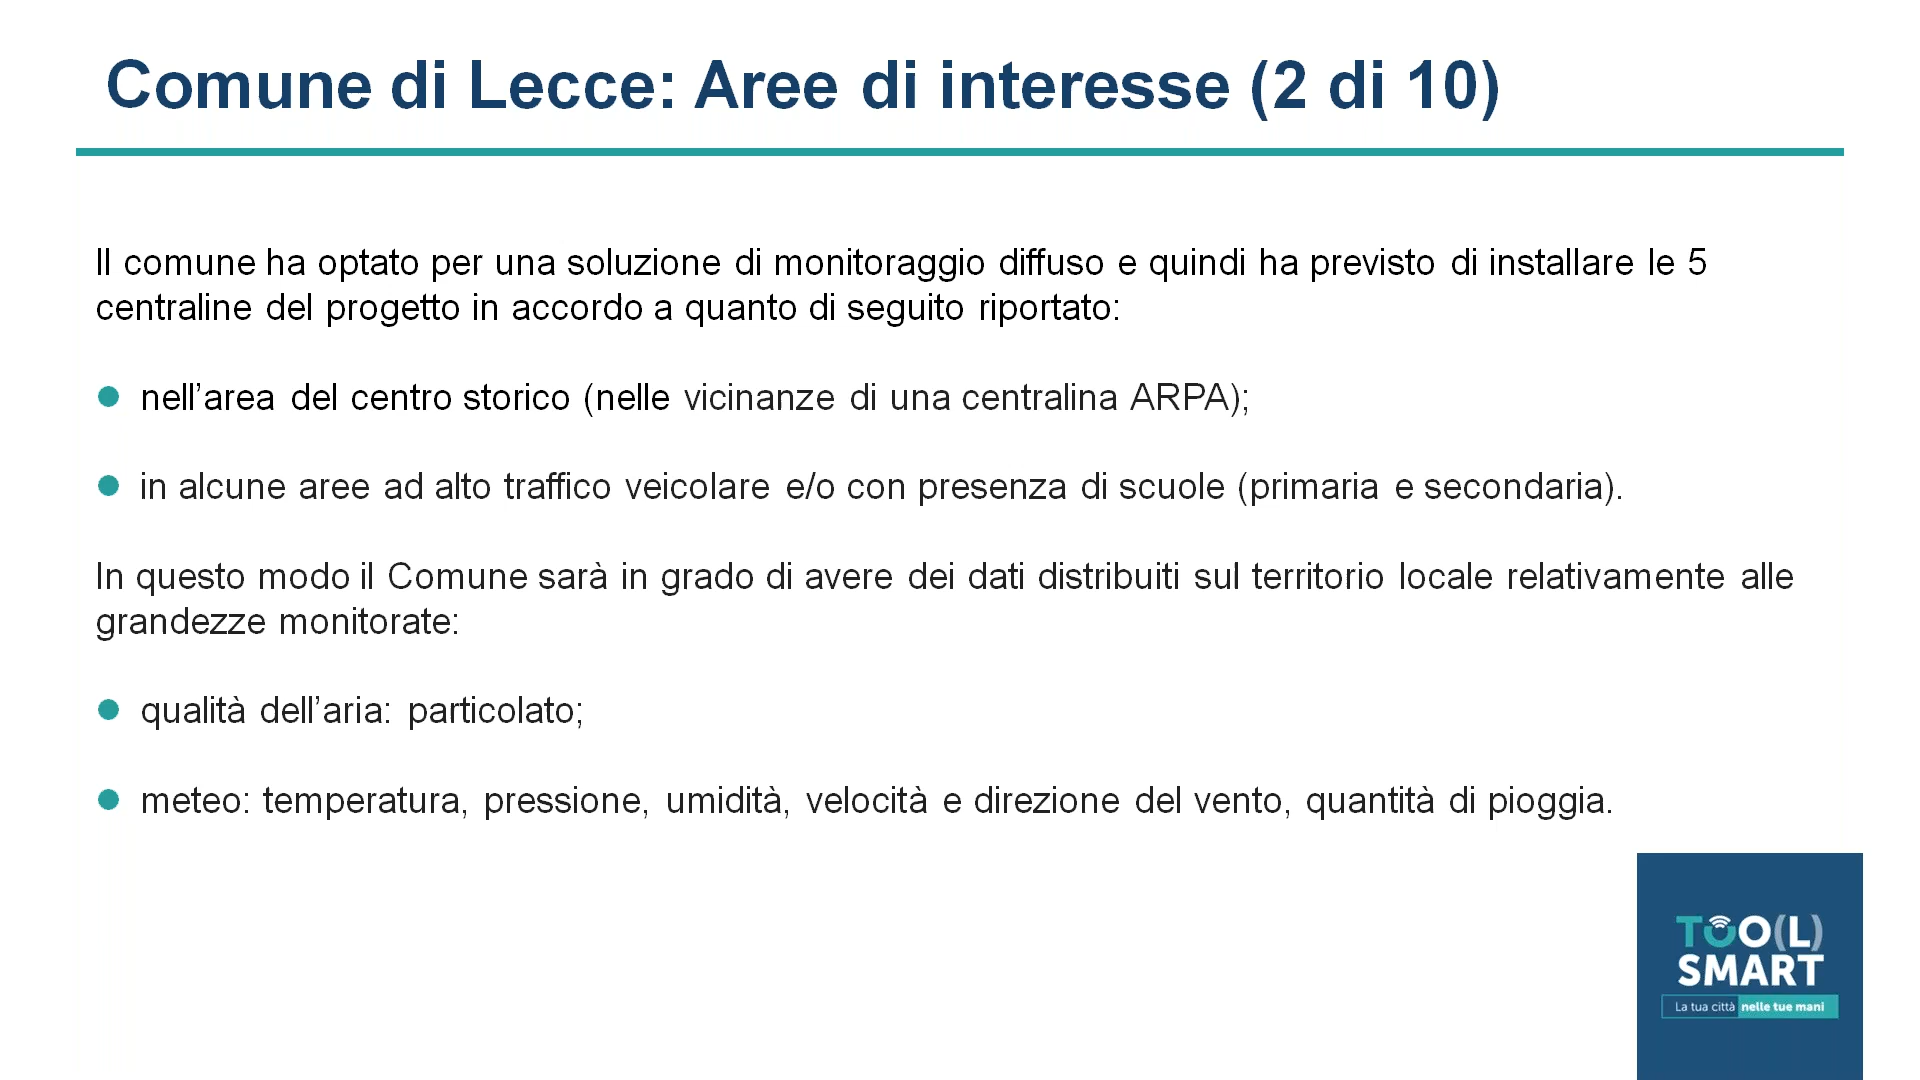 Comune di Lecce: Aree di interesse (2 di 10)
Il comune ha optato per una soluzione di monitoraggio diffuso e quindi ha previsto di installare le 5
centraline del progetto in accordo a quanto di seguito riportato:
nell’area del centro storico (nelle vicinanze di una centralina ARPA);
in alcune aree ad alto traffico veicolare e/o con presenza di scuole (primaria e secondaria).
In questo modo il Comune sarà in grado di avere dei dati distribuiti sul territorio locale relativamente alle
grandezze monitorate:
qualità dell’aria: particolato;
meteo: temperatura, pressione, umidità, velocità e direzione del vento, quantità di pioggia.
TOO(L)
SMART
La tua città nelle tue mani